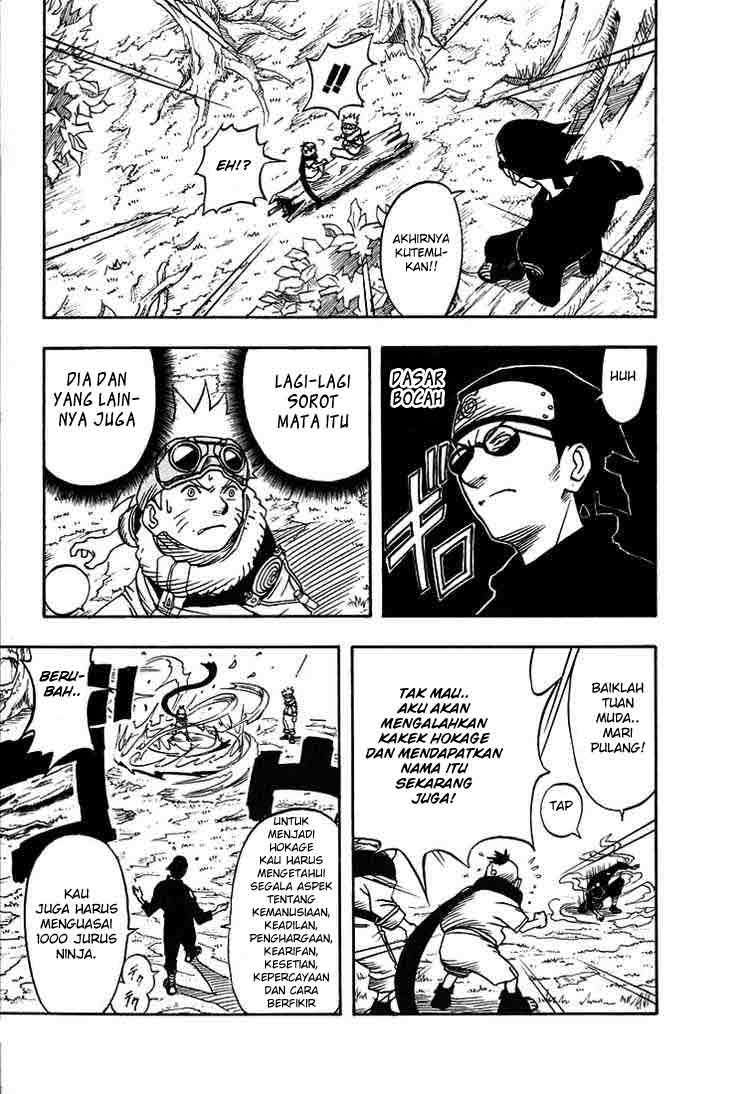 !!
EH!?
AKHIRNYA
KUTEMU-
KAN!!
HUH
DASAR
BOCAH
ギロ
LAGI-LAGI
SOROT
MATA ITU
DIA DAN
YANG LAIN-
NYA JUGA
BAIKLAH
TUAN
MUDA..
MARI
PULANG!
TAP
TAK MAU..
AKU AKAN
MENGALAHKAN
KAKEK HOKAGE
DAN MENDAPATKAN
NAMA ITU
SEKARANG
JUGA!
BERU-
BAH..
UNTUK
MENJADI
HOKAGE
KAU HARUS
MENGETAHUI
SEGALA ASPEK
TENTANG
KEMANUSIAAN,
KEADILAN,
PENGHARGAAN,
KEARIFAN,
KESETIAN,
KEPERCAYAAN
DAN CARA
BERFIKIR
KAU
JUGA HARUS
MENGUASAI
1000 JURUS
NINJA.